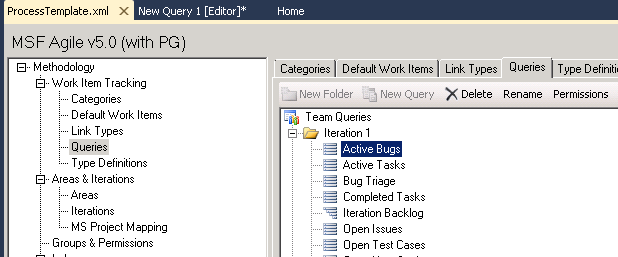 ProcessTemplate.xml New Query 1 [Editor]* Home
MSF Agile v5.0 (with PG)
Methodology
Work Item Tracking
Categories
Default Work Items
Link Types
Queries
Type Definitions
Areas & Iterations
Areas
Iterations
MS Project Mapping
Groups & Permissions
Categories Default Work Items Link Types Queries Type Definiti
New Folder New Query Delete Rename Permissions
Team Queries
Iteration 1
Active Bugs
Active Tasks
Bug Triage
Completed Tasks
Iteration Backlog
Open Issues
Open Test Cases